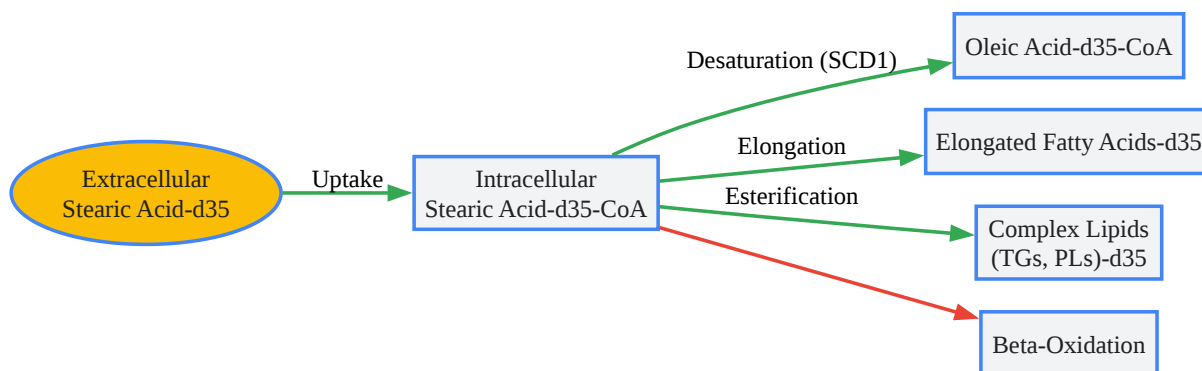 Extracellular
Stearic Acid-d35
Uptake
Intracellular
Stearic Acid-d35-CoA
Desaturation (SCD1)
Oleic Acid-d35-CoA
Elongation
Elongated Fatty Acids-d35
Esterification
Complex Lipids
(TGs, PLs)-d35
Beta-Oxidation